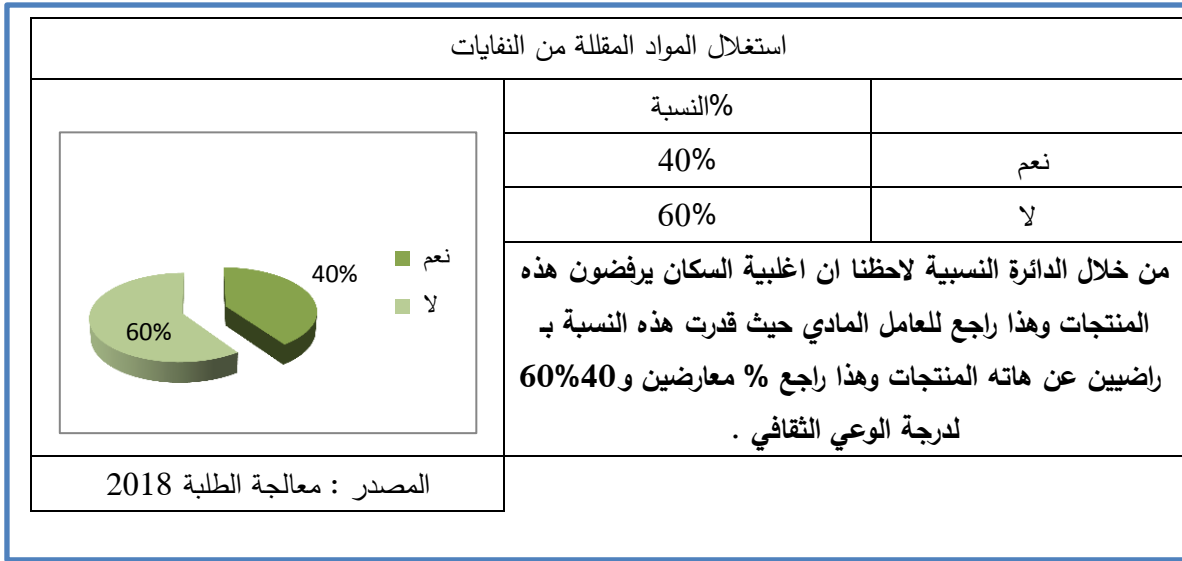 استغلال المواد المقللة من النفايات
%النسبة
نعم 40%
لا 60%
من خلال الدائرة النسبية لاحظنا ان اغلبية السكان يرفضون هذه
المنتجات وهذا راجع للعامل المادي حيث قدرت هذه النسبة بـ
60%معارضين و40 % راضيين عن هاته المنتجات وهذا راجع
لدرجة الوعي الثقافي .
40%
60%
نعم
لا
المصدر : معالجة الطلبة 2018